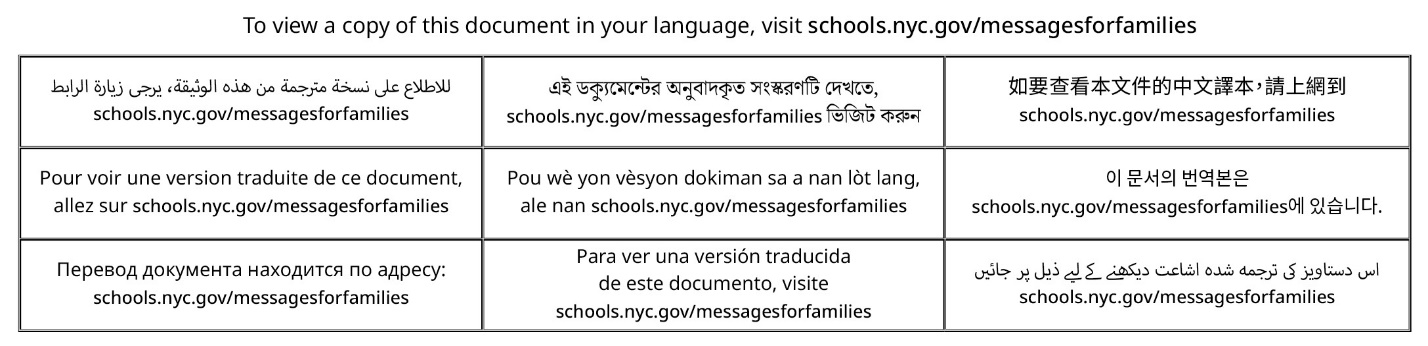 To view a copy of this document in your language, visit schools.nyc.gov/messagesforfamilies
للاطلاع على نسخة مترجمة من هذه الوثيقة، يرجى زيارة الرابط
schools.nyc.gov/messagesforfamilies
এই ডক্যুমেন্টের অনুবাদকৃত সংস্করণটি দেখতে,
schools.nyc.gov/messagesforfamilies ভিজিট করুন
如要查看本文件的中文譯本，請上網到
schools.nyc.gov/messagesforfamilies
Pour voir une version traduite de ce document,
allez sur schools.nyc.gov/messagesforfamilies
Pou wè yon vèsyon dokiman sa a nan lòt lang,
ale nan schools.nyc.gov/messagesforfamilies
이 문서의 번역본은
schools.nyc.gov/messagesforfamilies에 있습니다.
Перевод документа находится по адресу:
schools.nyc.gov/messagesforfamilies
Para ver una versión traducida
de este documento, visite
schools.nyc.gov/messagesforfamilies
اس دستاویز کی ترجمہ شدہ اشاعت دیکھنے کے لیے ذیل پر جائیں
schools.nyc.gov/messagesforfamilies